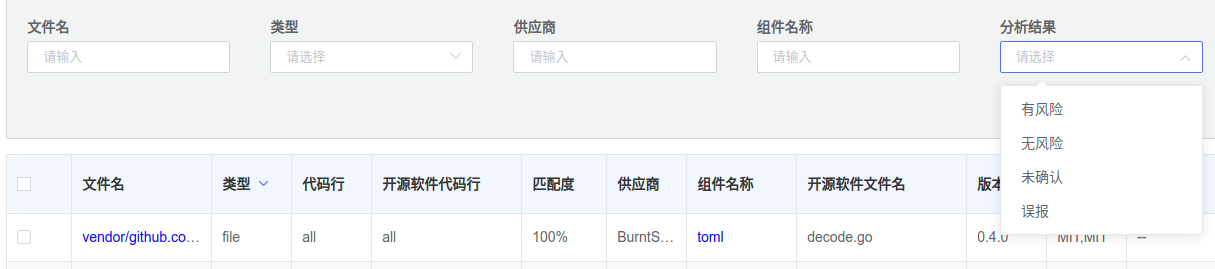 文件名 类型 供应商 组件名称 分析结果
请输入 请选择 请输入 请输入 请选择
有风险
无风险
未确认
误报
文件名 类型 代码行 开源软件代码行 匹配度 供应商 组件名称 开源软件文件名 版本
vendor/github.co… file all all 100% BurntS… toml decode.go 0.4.0 MIT,MIT --